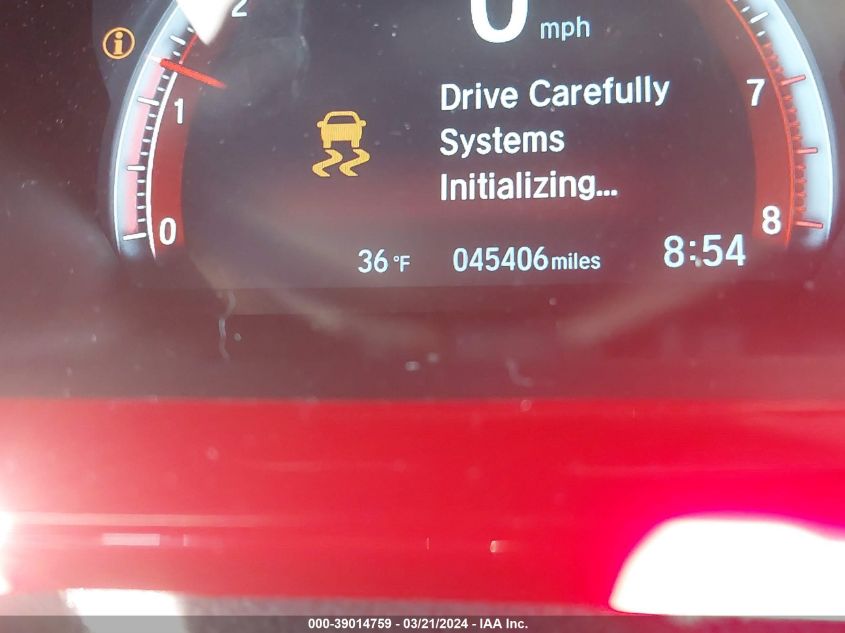 2
0 mph
1
7
Drive Carefully
Systems
Initializing...
0
8
36 °F 045406 miles 8:54
000-39014759 - 03/21/2024 - IAA Inc.